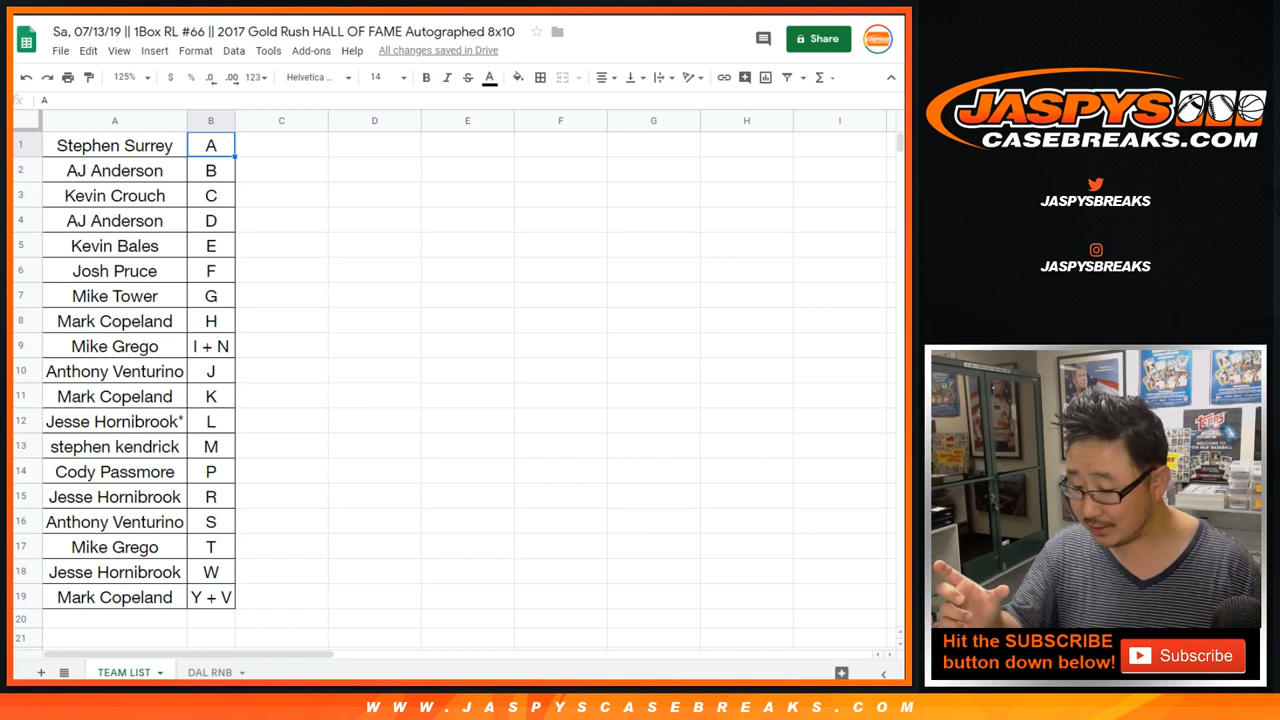 Sa, 07/13/19 || 1Box RL #66 || 2017 Gold Rush HALL OF FAME Autographed 8x10
File Edit View Insert Format Data Tools Add-ons Help All changes saved in Drive
Share
125% $ % .0 .00 123 Helvetica ... 14 B I S A
fx A
A B C D E F G H I
1 Stephen Surrey A
2 AJ Anderson B
3 Kevin Crouch C
4 AJ Anderson D
5 Kevin Bales E
6 Josh Pruce F
7 Mike Tower G
8 Mark Copeland H
9 Mike Grego I + N
10 Anthony Venturino J
11 Mark Copeland K
12 Jesse Hornibrook* L
13 stephen kendrick M
14 Cody Passmore P
15 Jesse Hornibrook R
16 Anthony Venturino S
17 Mike Grego T
18 Jesse Hornibrook W
19 Mark Copeland Y + V
20
21
TEAM LIST DAL RNB
JASPYS
CASEBREAKS.COM
JASPYSBREAKS
JASPYSBREAKS
Topps
Hit the SUBSCRIBE
button down below!
Subscribe
WWW.JASPYSCASEBREAKS.COM